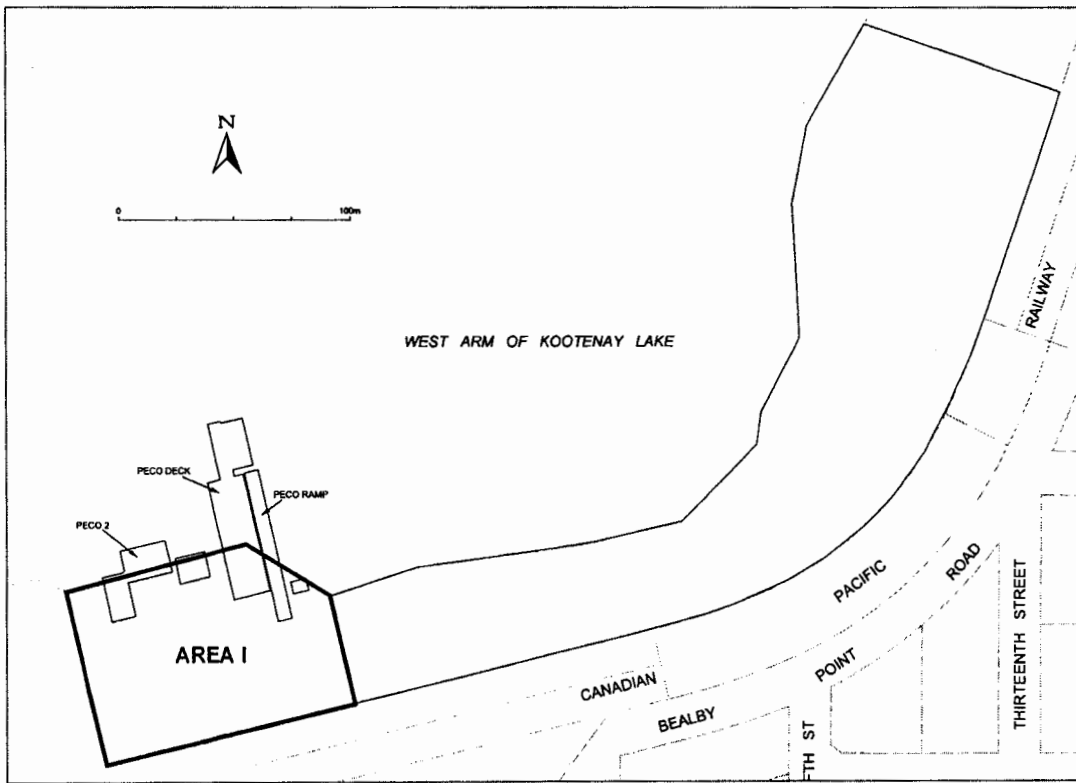 N
0 100m
WEST ARM OF KOOTENAY LAKE
RAILWAY
PECO DECK
PECO RAMP
PECO 2
AREA I
PACIFIC
ROAD
CANADIAN
POINT
BEALBY
THIRTEENTH STREET
FTH ST